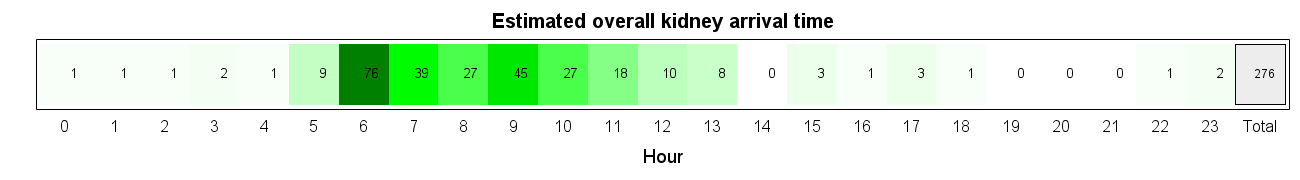 Estimated overall kidney arrival time
1 1 1 2 1 9 76 39 27 45 27 18 10 8 0 3 1 3 1 0 0 0 1 2 276
0 1 2 3 4 5 6 7 8 9 10 11 12 13 14 15 16 17 18 19 20 21 22 23 Total
Hour